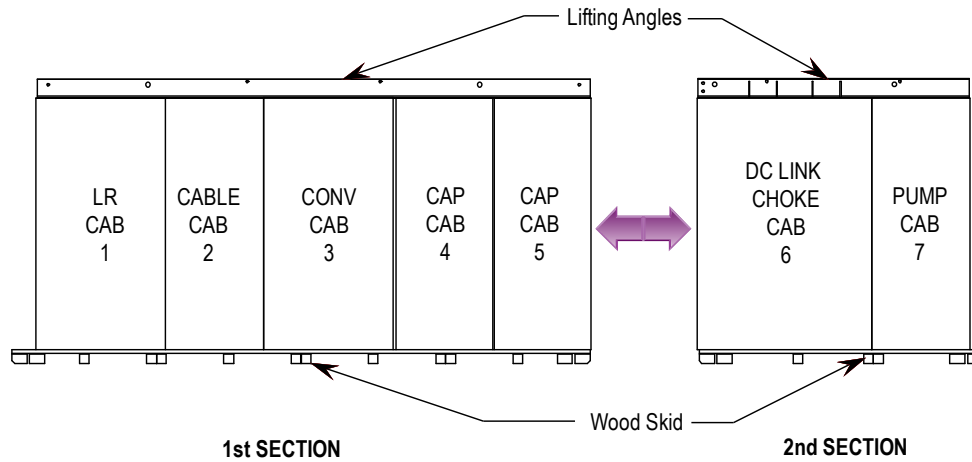 Lifting Angles
LR
CAB
1
CABLE
CAB
2
CONV
CAB
3
CAP
CAB
4
CAP
CAB
5
DC LINK
CHOKE
CAB
6
PUMP
CAB
7
Wood Skid
1st SECTION
2nd SECTION